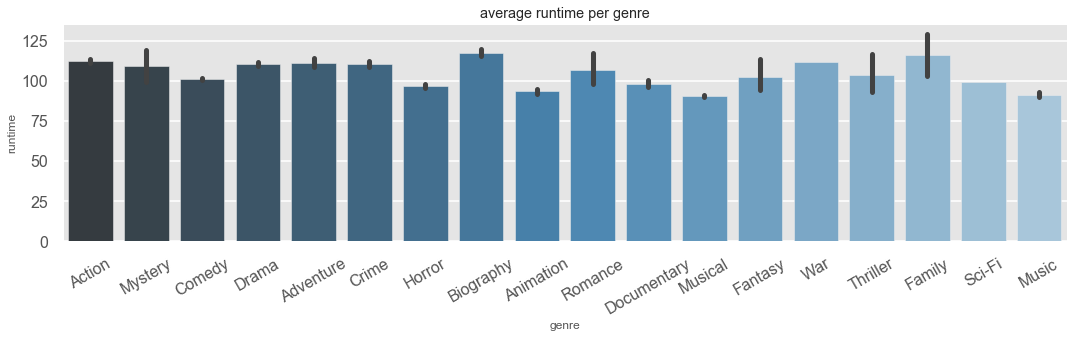 average runtime per genre
125
100
75
50
25
0
runtime
Action Mystery Comedy Drama Adventure Crime Horror Biography Animation Romance Documentary Musical Fantasy War Thriller Family Sci-Fi Music
genre